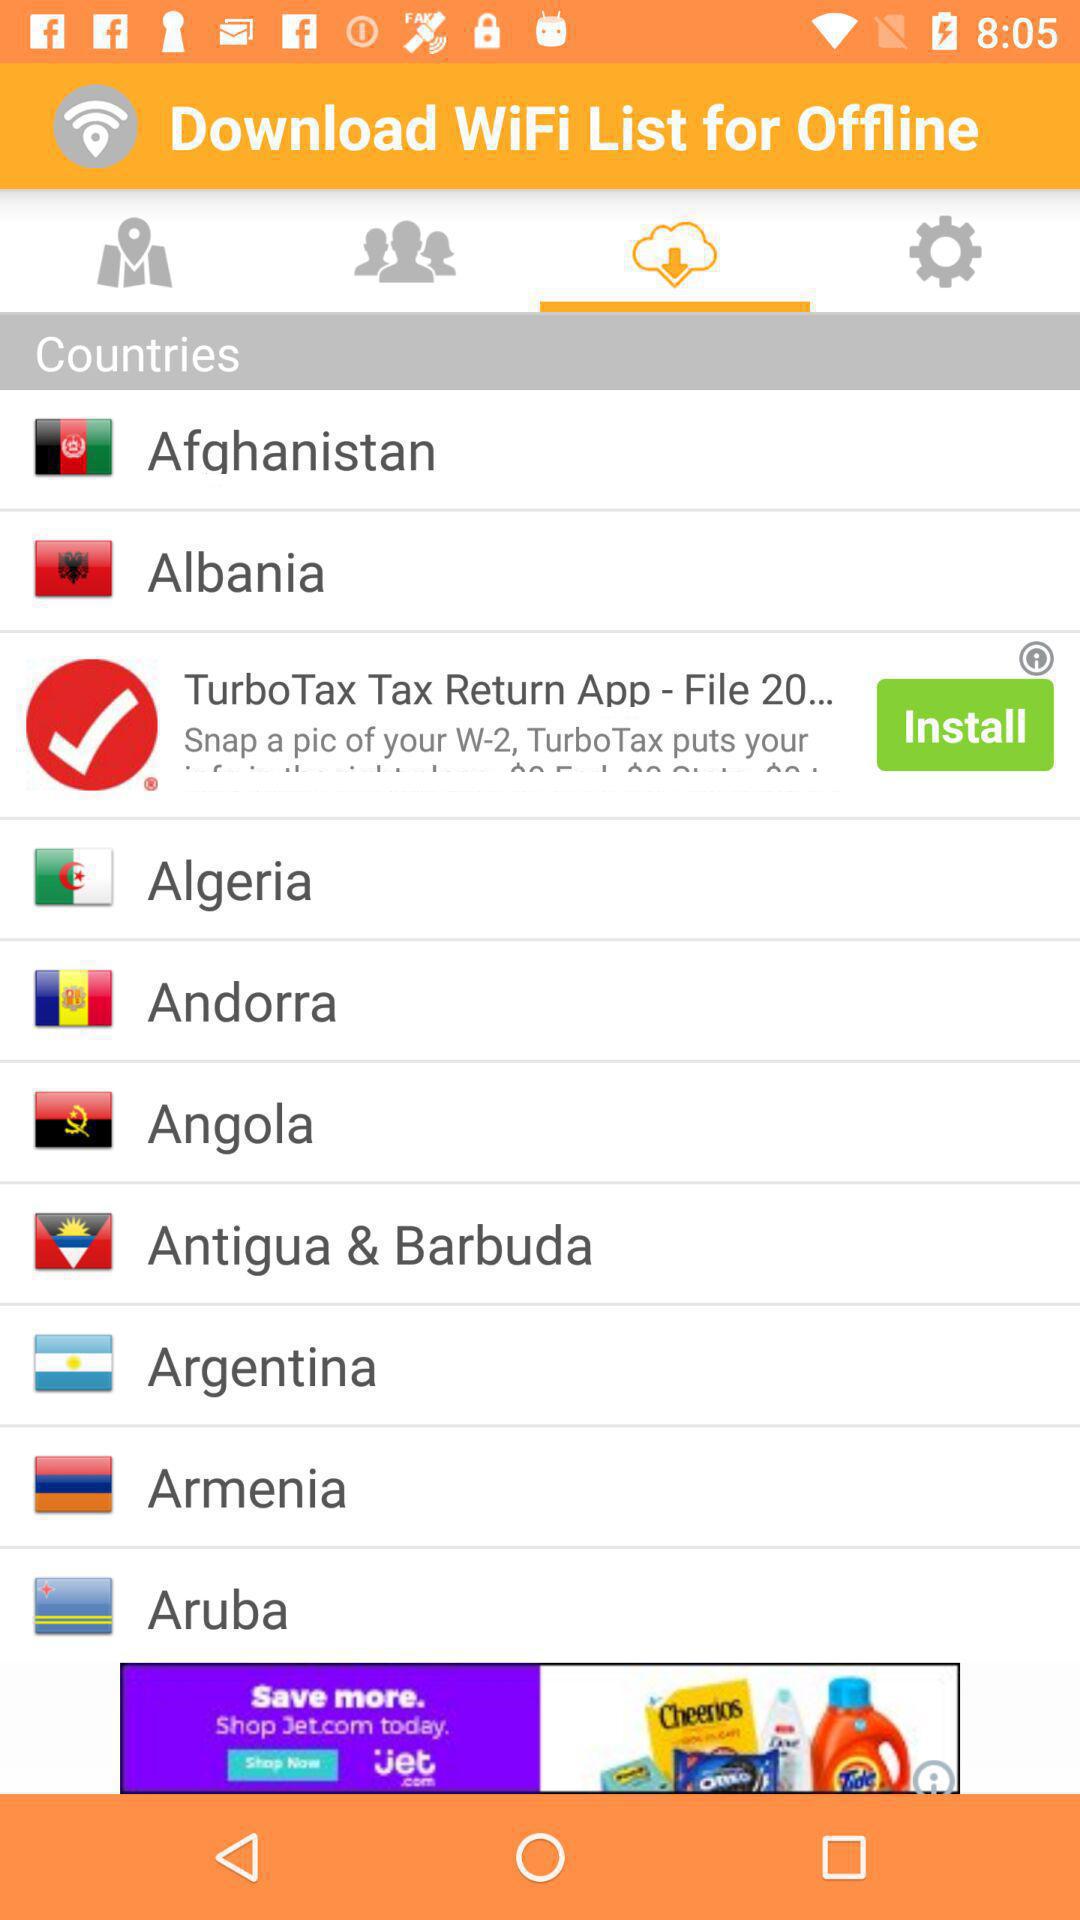 FAKE
8:05
Download WiFi List for Offline
Countries
Afghanistan
Albania
TurboTax Tax Return App - File 20...
Install
Snap a pic of your W-2, TurboTax puts your
Algeria
Andorra
Angola
Antigua & Barbuda
Argentina
Armenia
Aruba
Save more.
Shop Jet.com today.
Shop Now
jet
.com
Cheerios
OREO
Dove
Tide